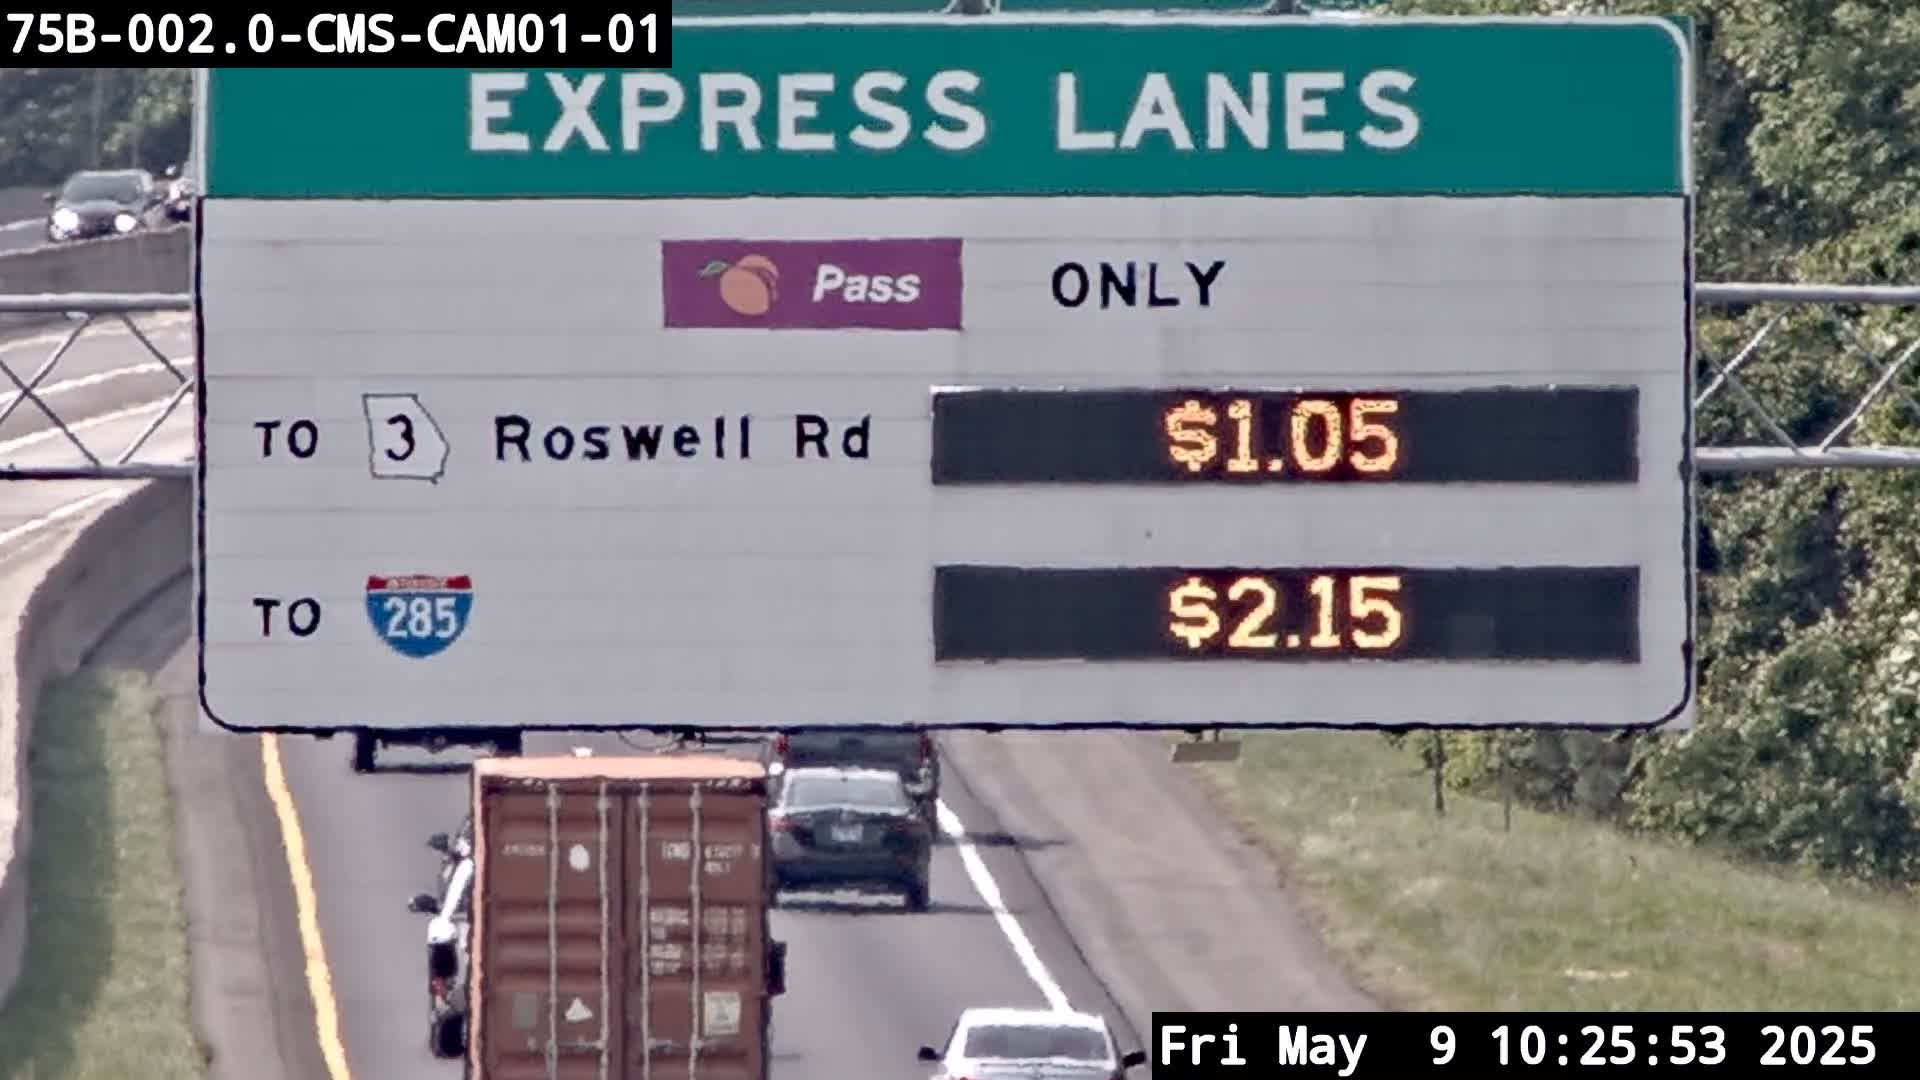 75B-002.0-CMS-CAM01-01
EXPRESS LANES
Pass ONLY
TO 3 Roswell Rd $1.05
TO INTERSTATE 285 $2.15
Fri May 9 10:25:53 2025